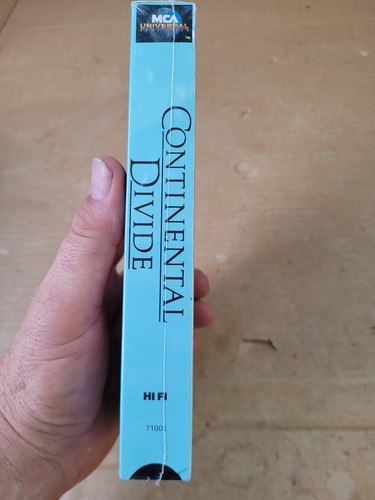 MCA
UNIVERSAL
CONTINENTAL
DIVIDE
HI FI
71001